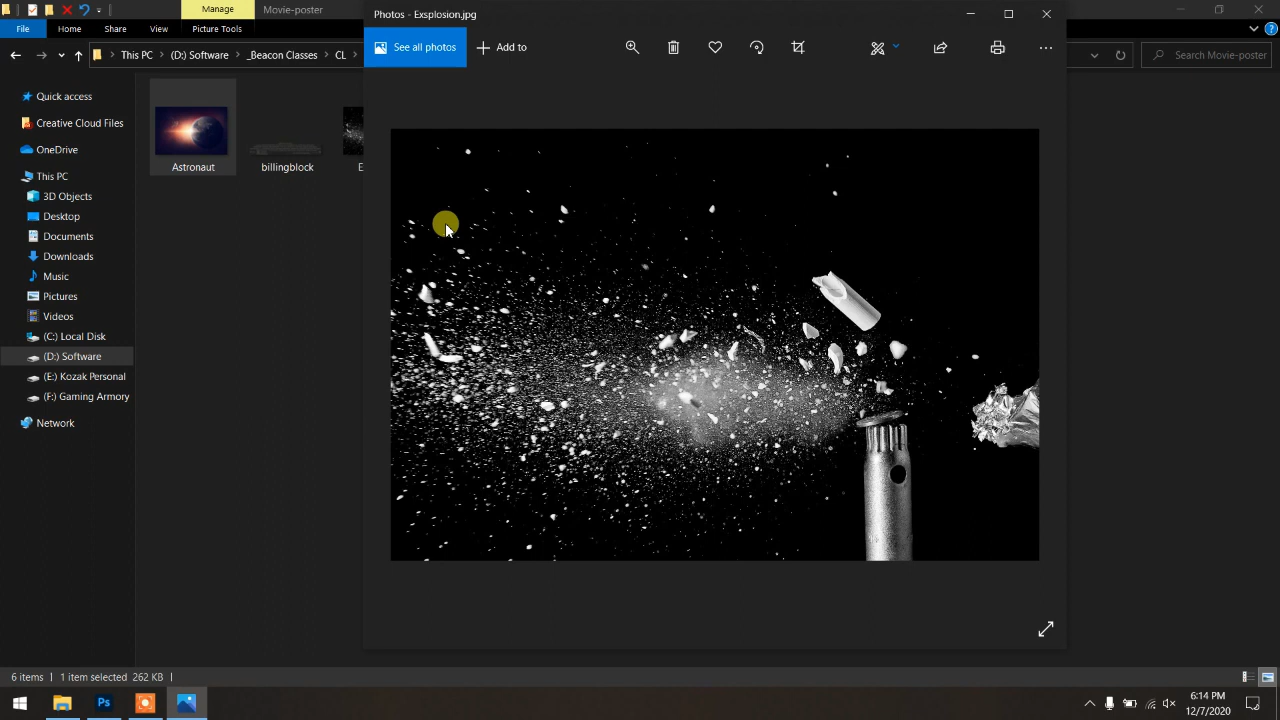 Manage
Movie-poster
Photos - Exsplosion.jpg
File
Home
Share
View
Picture Tools
See all photos
Add to
This PC
(D:) Software
_Beacon Classes
CL
Search Movie-poster
Quick access
Creative Cloud Files
OneDrive
This PC
3D Objects
Desktop
Documents
Downloads
Music
Pictures
Videos
(C:) Local Disk
(D:) Software
(E:) Kozak Personal
(F:) Gaming Armory
Network
Astronaut
billingblock
E
6 items
1 item selected 262 KB
Ps
6:14 PM
12/7/2020